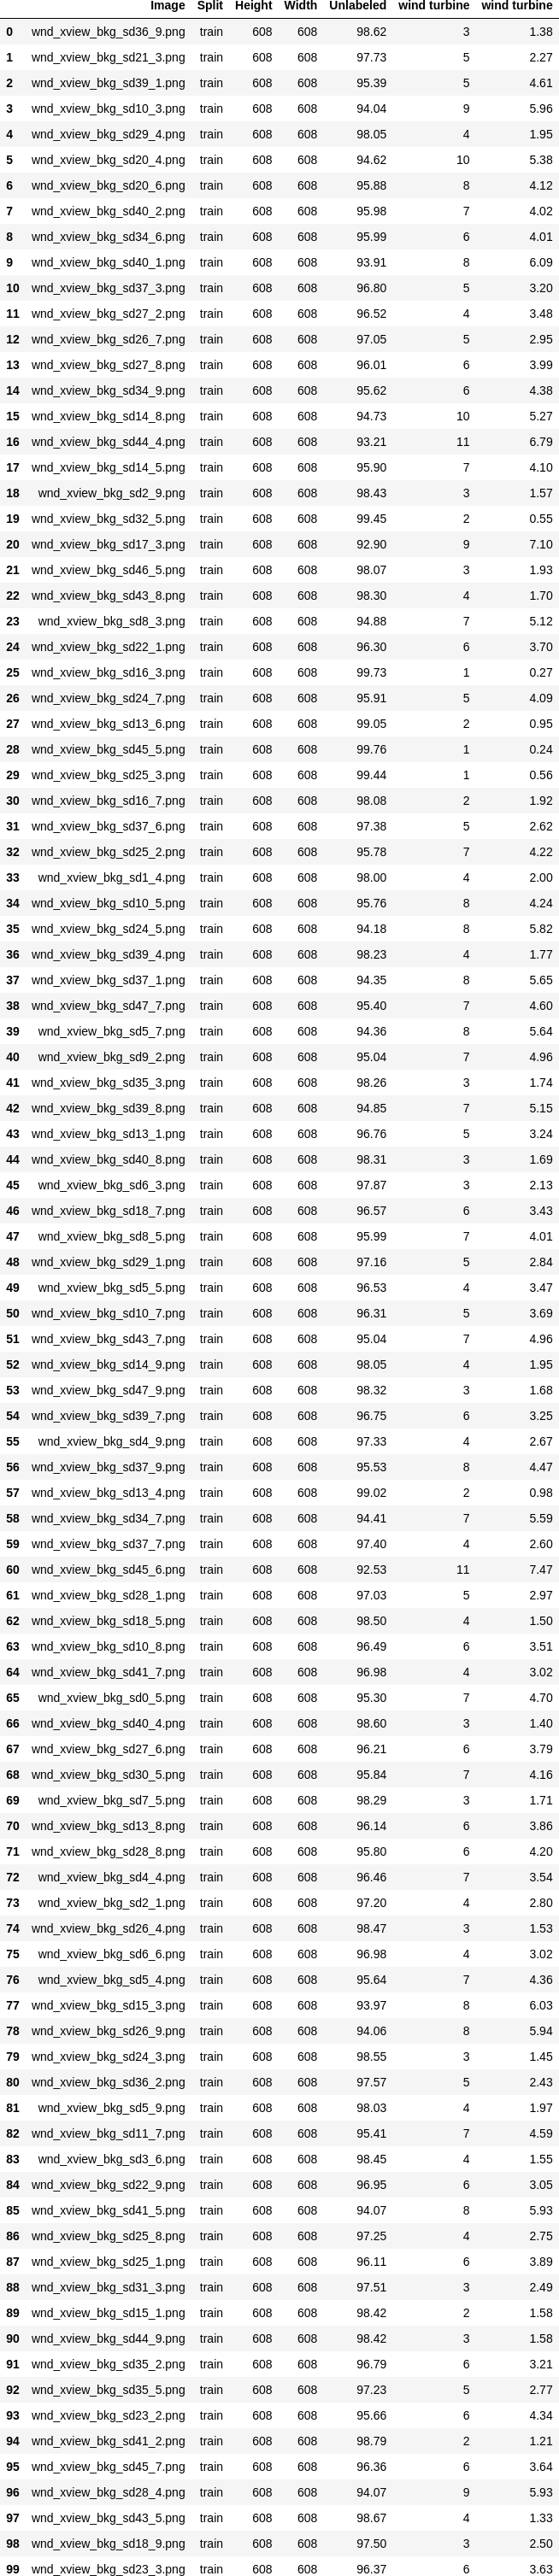 Image Split Height Width Unlabeled wind turbine wind turbine
0 wnd_xview_bkg_sd36_9.png train 608 608 98.62 3 1.38
1 wnd_xview_bkg_sd21_3.png train 608 608 97.73 5 2.27
2 wnd_xview_bkg_sd39_1.png train 608 608 95.39 5 4.61
3 wnd_xview_bkg_sd10_3.png train 608 608 94.04 9 5.96
4 wnd_xview_bkg_sd29_4.png train 608 608 98.05 4 1.95
5 wnd_xview_bkg_sd20_4.png train 608 608 94.62 10 5.38
6 wnd_xview_bkg_sd20_6.png train 608 608 95.88 8 4.12
7 wnd_xview_bkg_sd40_2.png train 608 608 95.98 7 4.02
8 wnd_xview_bkg_sd34_6.png train 608 608 95.99 6 4.01
9 wnd_xview_bkg_sd40_1.png train 608 608 93.91 8 6.09
10 wnd_xview_bkg_sd37_3.png train 608 608 96.80 5 3.20
11 wnd_xview_bkg_sd27_2.png train 608 608 96.52 4 3.48
12 wnd_xview_bkg_sd26_7.png train 608 608 97.05 5 2.95
13 wnd_xview_bkg_sd27_8.png train 608 608 96.01 6 3.99
14 wnd_xview_bkg_sd34_9.png train 608 608 95.62 6 4.38
15 wnd_xview_bkg_sd14_8.png train 608 608 94.73 10 5.27
16 wnd_xview_bkg_sd44_4.png train 608 608 93.21 11 6.79
17 wnd_xview_bkg_sd14_5.png train 608 608 95.90 7 4.10
18 wnd_xview_bkg_sd2_9.png train 608 608 98.43 3 1.57
19 wnd_xview_bkg_sd32_5.png train 608 608 99.45 2 0.55
20 wnd_xview_bkg_sd17_3.png train 608 608 92.90 9 7.10
21 wnd_xview_bkg_sd46_5.png train 608 608 98.07 3 1.93
22 wnd_xview_bkg_sd43_8.png train 608 608 98.30 4 1.70
23 wnd_xview_bkg_sd8_3.png train 608 608 94.88 7 5.12
24 wnd_xview_bkg_sd22_1.png train 608 608 96.30 6 3.70
25 wnd_xview_bkg_sd16_3.png train 608 608 99.73 1 0.27
26 wnd_xview_bkg_sd24_7.png train 608 608 95.91 5 4.09
27 wnd_xview_bkg_sd13_6.png train 608 608 99.05 2 0.95
28 wnd_xview_bkg_sd45_5.png train 608 608 99.76 1 0.24
29 wnd_xview_bkg_sd25_3.png train 608 608 99.44 1 0.56
30 wnd_xview_bkg_sd16_7.png train 608 608 98.08 2 1.92
31 wnd_xview_bkg_sd37_6.png train 608 608 97.38 5 2.62
32 wnd_xview_bkg_sd25_2.png train 608 608 95.78 7 4.22
33 wnd_xview_bkg_sd1_4.png train 608 608 98.00 4 2.00
34 wnd_xview_bkg_sd10_5.png train 608 608 95.76 8 4.24
35 wnd_xview_bkg_sd24_5.png train 608 608 94.18 8 5.82
36 wnd_xview_bkg_sd39_4.png train 608 608 98.23 4 1.77
37 wnd_xview_bkg_sd37_1.png train 608 608 94.35 8 5.65
38 wnd_xview_bkg_sd47_7.png train 608 608 95.40 7 4.60
39 wnd_xview_bkg_sd5_7.png train 608 608 94.36 8 5.64
40 wnd_xview_bkg_sd9_2.png train 608 608 95.04 7 4.96
41 wnd_xview_bkg_sd35_3.png train 608 608 98.26 3 1.74
42 wnd_xview_bkg_sd39_8.png train 608 608 94.85 7 5.15
43 wnd_xview_bkg_sd13_1.png train 608 608 96.76 5 3.24
44 wnd_xview_bkg_sd40_8.png train 608 608 98.31 3 1.69
45 wnd_xview_bkg_sd6_3.png train 608 608 97.87 3 2.13
46 wnd_xview_bkg_sd18_7.png train 608 608 96.57 6 3.43
47 wnd_xview_bkg_sd8_5.png train 608 608 95.99 7 4.01
48 wnd_xview_bkg_sd29_1.png train 608 608 97.16 5 2.84
49 wnd_xview_bkg_sd5_5.png train 608 608 96.53 4 3.47
50 wnd_xview_bkg_sd10_7.png train 608 608 96.31 5 3.69
51 wnd_xview_bkg_sd43_7.png train 608 608 95.04 7 4.96
52 wnd_xview_bkg_sd14_9.png train 608 608 98.05 4 1.95
53 wnd_xview_bkg_sd47_9.png train 608 608 98.32 3 1.68
54 wnd_xview_bkg_sd39_7.png train 608 608 96.75 6 3.25
55 wnd_xview_bkg_sd4_9.png train 608 608 97.33 4 2.67
56 wnd_xview_bkg_sd37_9.png train 608 608 95.53 8 4.47
57 wnd_xview_bkg_sd13_4.png train 608 608 99.02 2 0.98
58 wnd_xview_bkg_sd34_7.png train 608 608 94.41 7 5.59
59 wnd_xview_bkg_sd37_7.png train 608 608 97.40 4 2.60
60 wnd_xview_bkg_sd45_6.png train 608 608 92.53 11 7.47
61 wnd_xview_bkg_sd28_1.png train 608 608 97.03 5 2.97
62 wnd_xview_bkg_sd18_5.png train 608 608 98.50 4 1.50
63 wnd_xview_bkg_sd10_8.png train 608 608 96.49 6 3.51
64 wnd_xview_bkg_sd41_7.png train 608 608 96.98 4 3.02
65 wnd_xview_bkg_sd0_5.png train 608 608 95.30 7 4.70
66 wnd_xview_bkg_sd40_4.png train 608 608 98.60 3 1.40
67 wnd_xview_bkg_sd27_6.png train 608 608 96.21 6 3.79
68 wnd_xview_bkg_sd30_5.png train 608 608 95.84 7 4.16
69 wnd_xview_bkg_sd7_5.png train 608 608 98.29 3 1.71
70 wnd_xview_bkg_sd13_8.png train 608 608 96.14 6 3.86
71 wnd_xview_bkg_sd28_8.png train 608 608 95.80 6 4.20
72 wnd_xview_bkg_sd4_4.png train 608 608 96.46 7 3.54
73 wnd_xview_bkg_sd2_1.png train 608 608 97.20 4 2.80
74 wnd_xview_bkg_sd26_4.png train 608 608 98.47 3 1.53
75 wnd_xview_bkg_sd6_6.png train 608 608 96.98 4 3.02
76 wnd_xview_bkg_sd5_4.png train 608 608 95.64 7 4.36
77 wnd_xview_bkg_sd15_3.png train 608 608 93.97 8 6.03
78 wnd_xview_bkg_sd26_9.png train 608 608 94.06 8 5.94
79 wnd_xview_bkg_sd24_3.png train 608 608 98.55 3 1.45
80 wnd_xview_bkg_sd36_2.png train 608 608 97.57 5 2.43
81 wnd_xview_bkg_sd5_9.png train 608 608 98.03 4 1.97
82 wnd_xview_bkg_sd11_7.png train 608 608 95.41 7 4.59
83 wnd_xview_bkg_sd3_6.png train 608 608 98.45 4 1.55
84 wnd_xview_bkg_sd22_9.png train 608 608 96.95 6 3.05
85 wnd_xview_bkg_sd41_5.png train 608 608 94.07 8 5.93
86 wnd_xview_bkg_sd25_8.png train 608 608 97.25 4 2.75
87 wnd_xview_bkg_sd25_1.png train 608 608 96.11 6 3.89
88 wnd_xview_bkg_sd31_3.png train 608 608 97.51 3 2.49
89 wnd_xview_bkg_sd15_1.png train 608 608 98.42 2 1.58
90 wnd_xview_bkg_sd44_9.png train 608 608 98.42 3 1.58
91 wnd_xview_bkg_sd35_2.png train 608 608 96.79 6 3.21
92 wnd_xview_bkg_sd35_5.png train 608 608 97.23 5 2.77
93 wnd_xview_bkg_sd23_2.png train 608 608 95.66 6 4.34
94 wnd_xview_bkg_sd41_2.png train 608 608 98.79 2 1.21
95 wnd_xview_bkg_sd45_7.png train 608 608 96.36 6 3.64
96 wnd_xview_bkg_sd28_4.png train 608 608 94.07 9 5.93
97 wnd_xview_bkg_sd43_5.png train 608 608 98.67 4 1.33
98 wnd_xview_bkg_sd18_9.png train 608 608 97.50 3 2.50
99 wnd_xview_bkg_sd23_3.png train 608 608 96.37 6 3.63